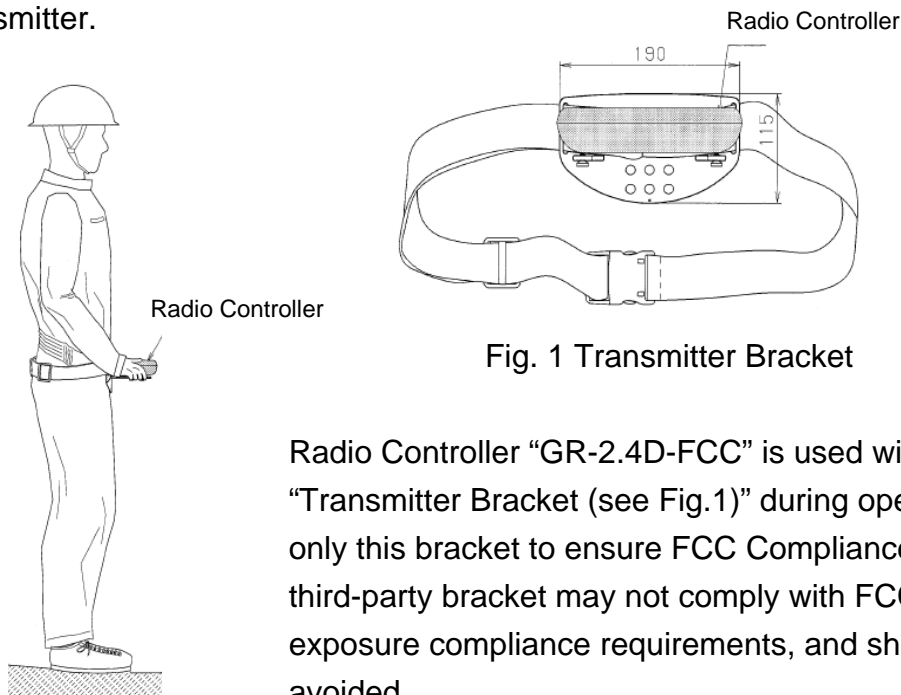 smitter.
Radio Controller
190
115
Radio Controller
Fig. 1 Transmitter Bracket
Radio Controller “GR-2.4D-FCC” is used wi
“Transmitter Bracket (see Fig.1)” during ope
only this bracket to ensure FCC Compliance
third-party bracket may not comply with FCC
exposure compliance requirements, and sh
avoided